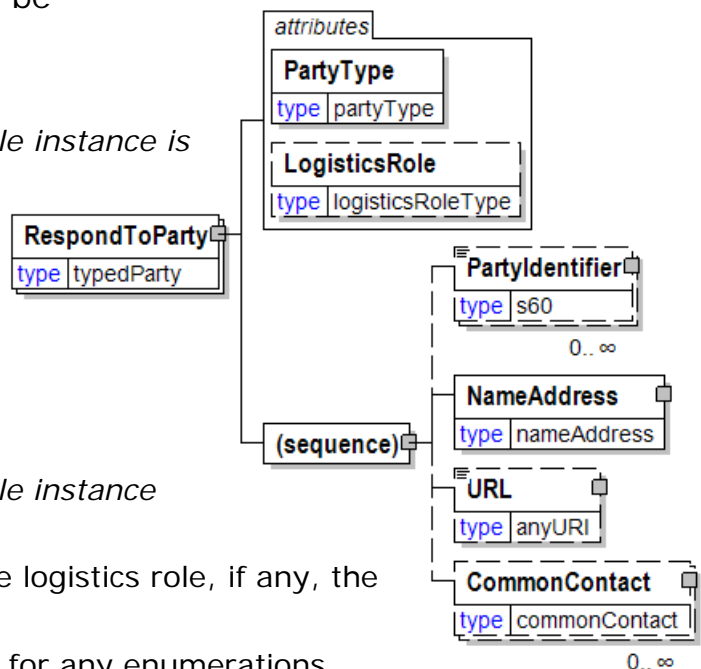 be
attributes
PartyType
type partyType
le instance is
LogisticsRole
type logisticsRoleType
RespondToParty
type typedParty
PartyIdentifier
type s60
0.. ∞
NameAddress
type nameAddress
(sequence)
URL
type anyURI
le instance
e logistics role, if any, the
CommonContact
type commonContact
for any enumerations
0.. ∞